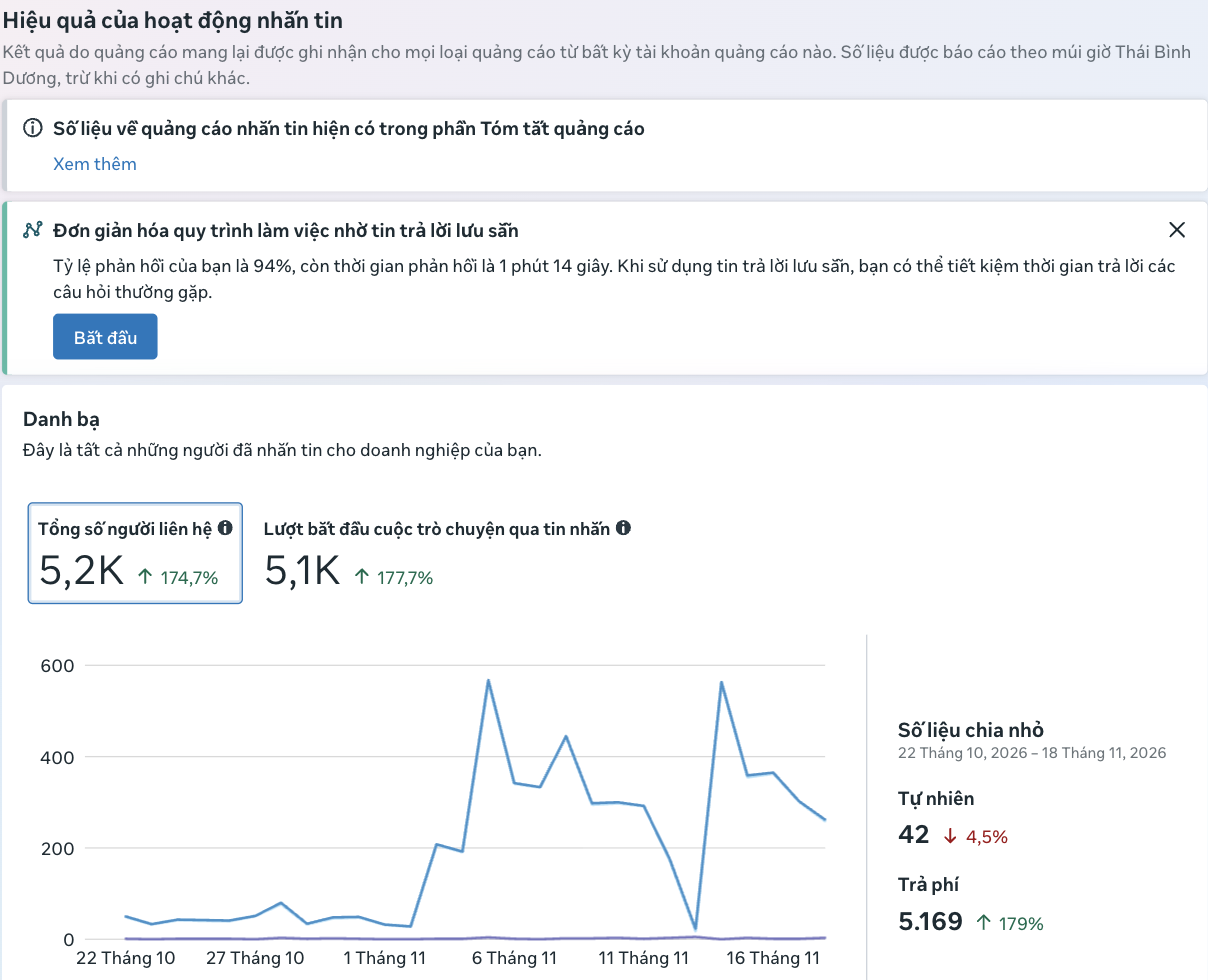 Hiệu quả của hoạt động nhắn tin
Kết quả do quảng cáo mang lại được ghi nhận cho mọi loại quảng cáo từ bất kỳ tài khoản quảng cáo nào. Số liệu được báo cáo theo múi giờ Thái Bình
Dương, trừ khi có ghi chú khác.
Số liệu về quảng cáo nhắn tin hiện có trong phần Tóm tắt quảng cáo
Xem thêm
Đơn giản hóa quy trình làm việc nhờ tin trả lời lưu sẵn
Tỷ lệ phản hồi của bạn là 94%, còn thời gian phản hồi là 1 phút 14 giây. Khi sử dụng tin trả lời lưu sẵn, bạn có thể tiết kiệm thời gian trả lời các
câu hỏi thường gặp.
Bắt đầu
Danh bạ
Đây là tất cả những người đã nhắn tin cho doanh nghiệp của bạn.
Tổng số người liên hệ
5,2K ↑ 174,7%
Lượt bắt đầu cuộc trò chuyện qua tin nhắn
5,1K ↑ 177,7%
600
400
200
0
22 Tháng 10 27 Tháng 10 1 Tháng 11 6 Tháng 11 11 Tháng 11 16 Tháng 11
Số liệu chia nhỏ
22 Tháng 10, 2026 – 18 Tháng 11, 2026
Tự nhiên
42 ↓ 4,5%
Trả phí
5.169 ↑ 179%